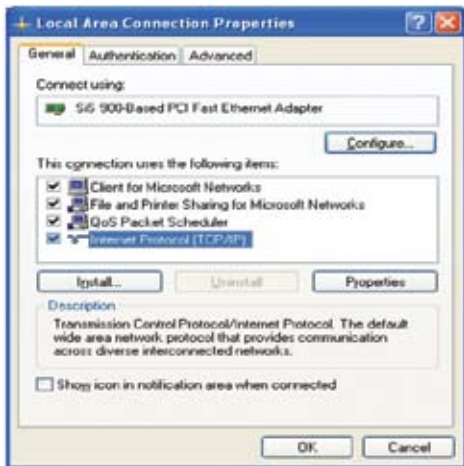 Local Area Connection Properties
General Authentication Advanced
Connect using:
SiS 900-Based PCI Fast Ethernet Adapter
Configure...
This connection uses the following items:
Client for Microsoft Networks
File and Printer Sharing for Microsoft Networks
QoS Packet Scheduler
Internet Protocol (TCP/IP)
Install... Uninstall Properties
Description
Transmission Control Protocol/Internet Protocol. The default
wide area network protocol that provides communication
across diverse interconnected networks.
Show icon in notification area when connected
OK Cancel